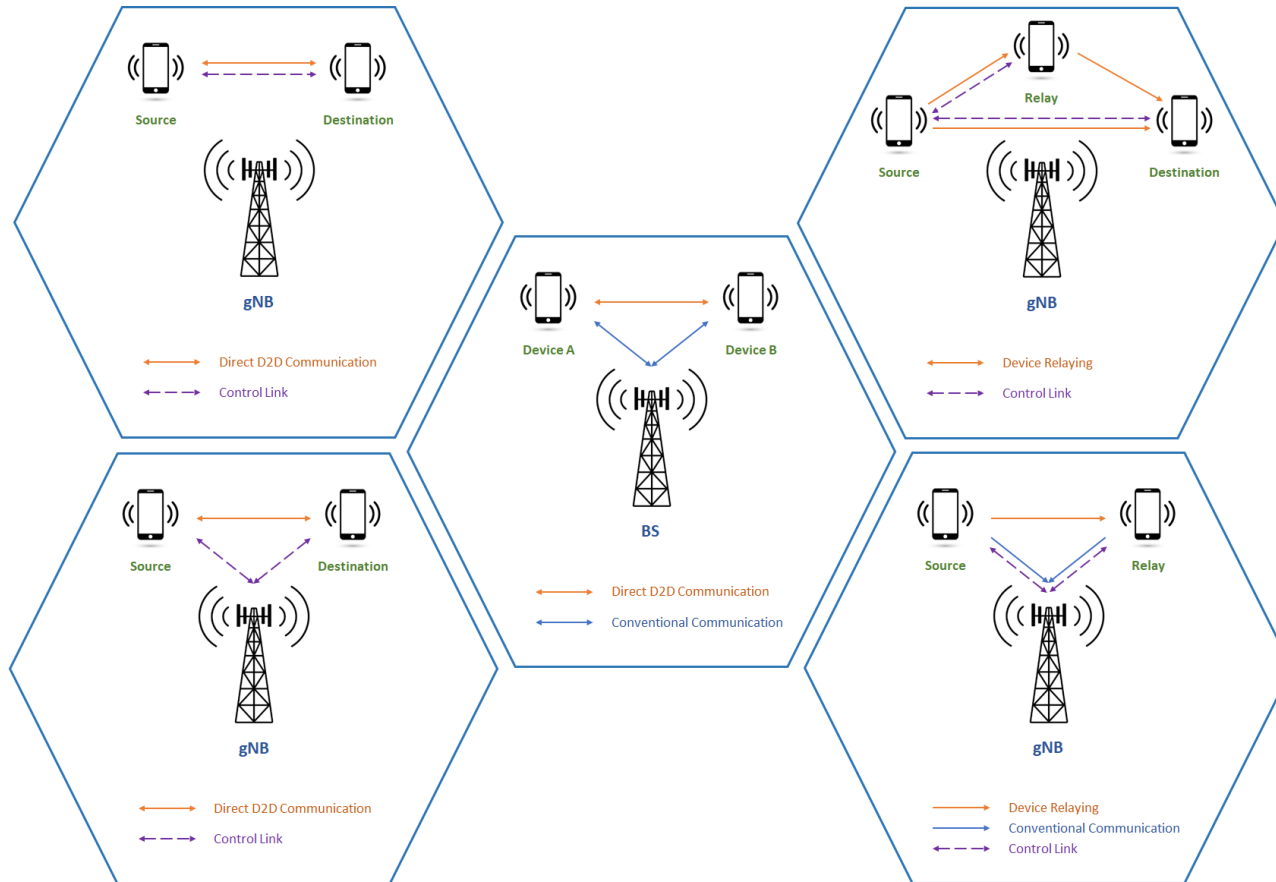 Source
Destination
gNB
Direct D2D Communication
Control Link
Relay
Source
Destination
gNB
Device Relaying
Control Link
Device A
Device B
BS
Direct D2D Communication
Conventional Communication
Source
Destination
gNB
Direct D2D Communication
Control Link
Source
Relay
gNB
Device Relaying
Conventional Communication
Control Link